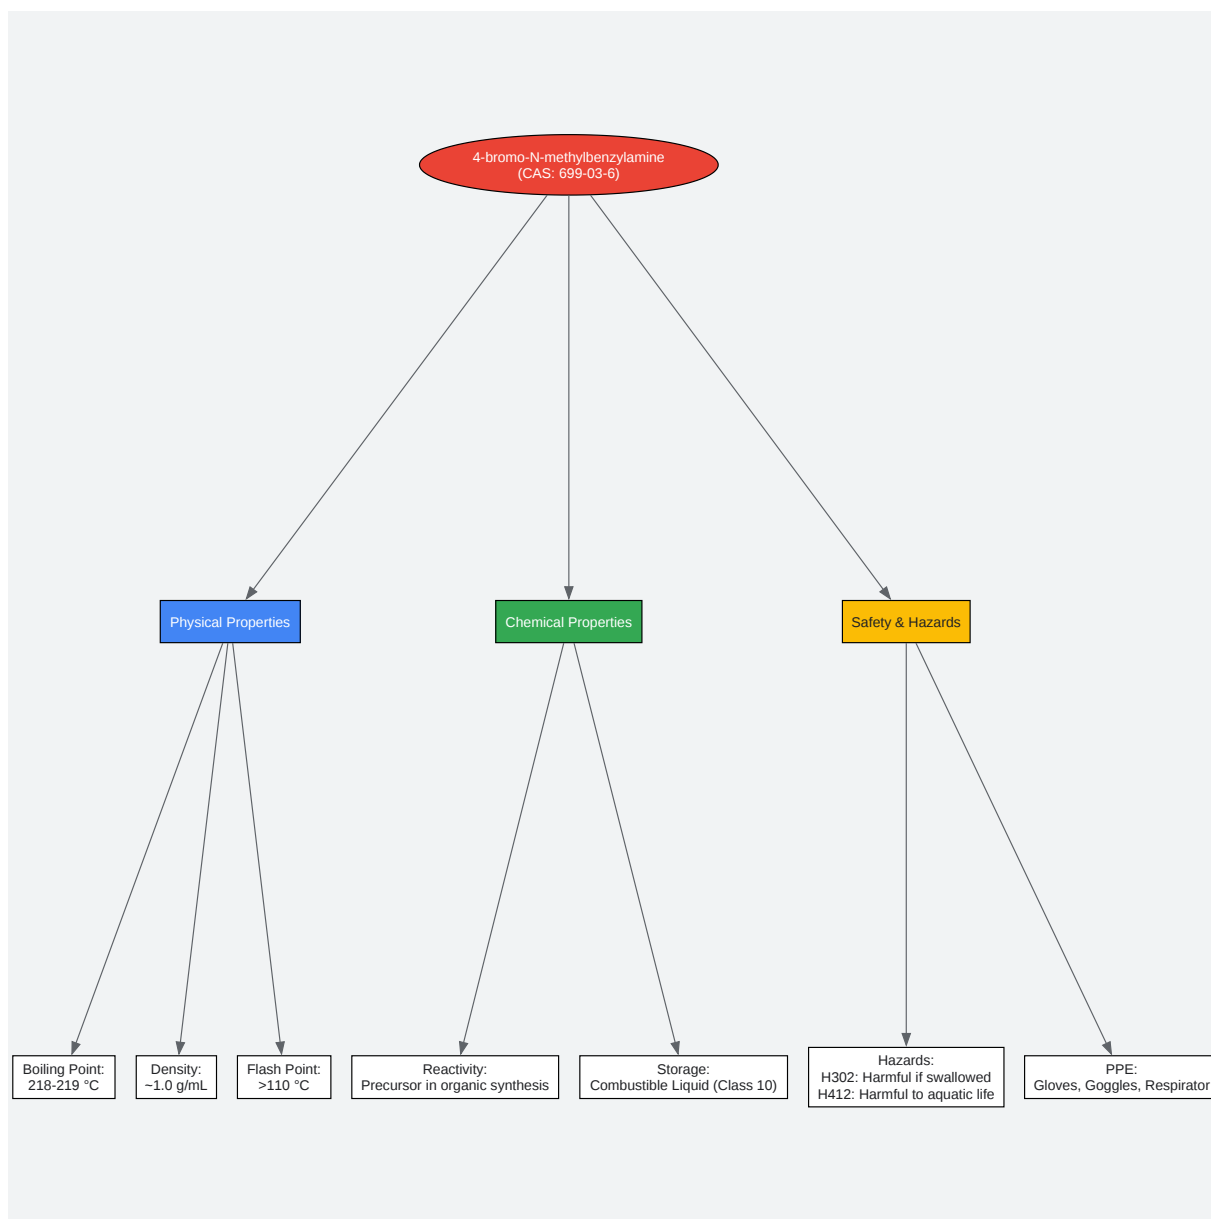 4-bromo-N-methylbenzylamine
(CAS: 699-03-6)
Physical Properties
Chemical Properties
Safety & Hazards
Boiling Point:
218-219 °C
Density:
~1.0 g/mL
Flash Point:
>110 °C
Reactivity:
Precursor in organic synthesis
Storage:
Combustible Liquid (Class 10)
Hazards:
H302: Harmful if swallowed
H412: Harmful to aquatic life
PPE:
Gloves, Goggles, Respirator